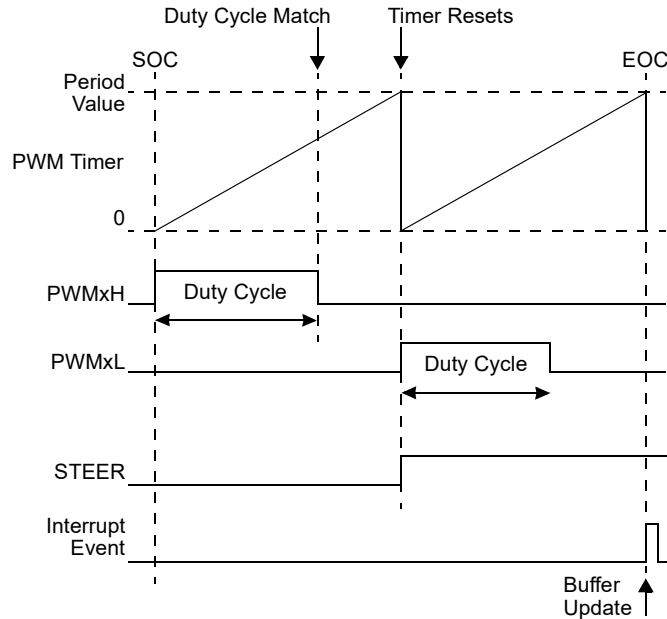 Duty Cycle Match
Timer Resets
SOC
EOC
Period
Value
PWM Timer
0
PWMxH
Duty Cycle
PWMxL
Duty Cycle
STEER
Interrupt
Event
Buffer
Update